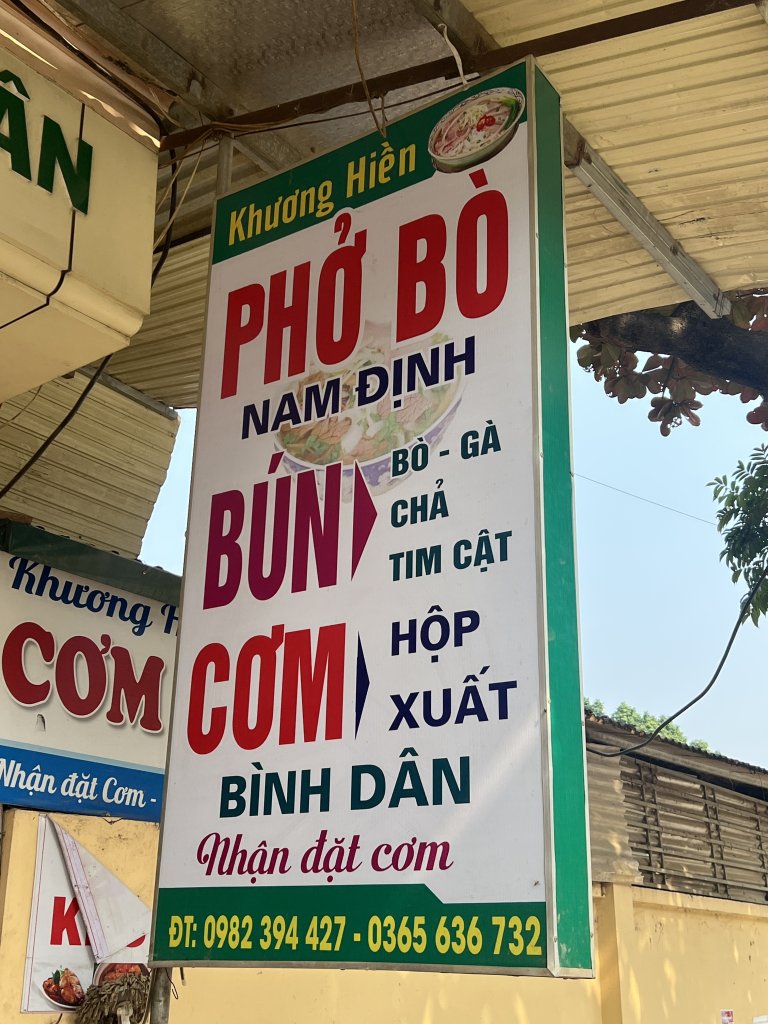 ÂN
Khương Hiền
PHỞ BÒ
NAM ĐỊNH
BÚN
BÒ - GÀ
CHẢ
TIM CẬT
CƠM
HỘP
XUẤT
BÌNH DÂN
Nhận đặt cơm
ĐT: 0982 394 427 - 0365 636 732
Khương H
CƠM
Nhận đặt Cơm -